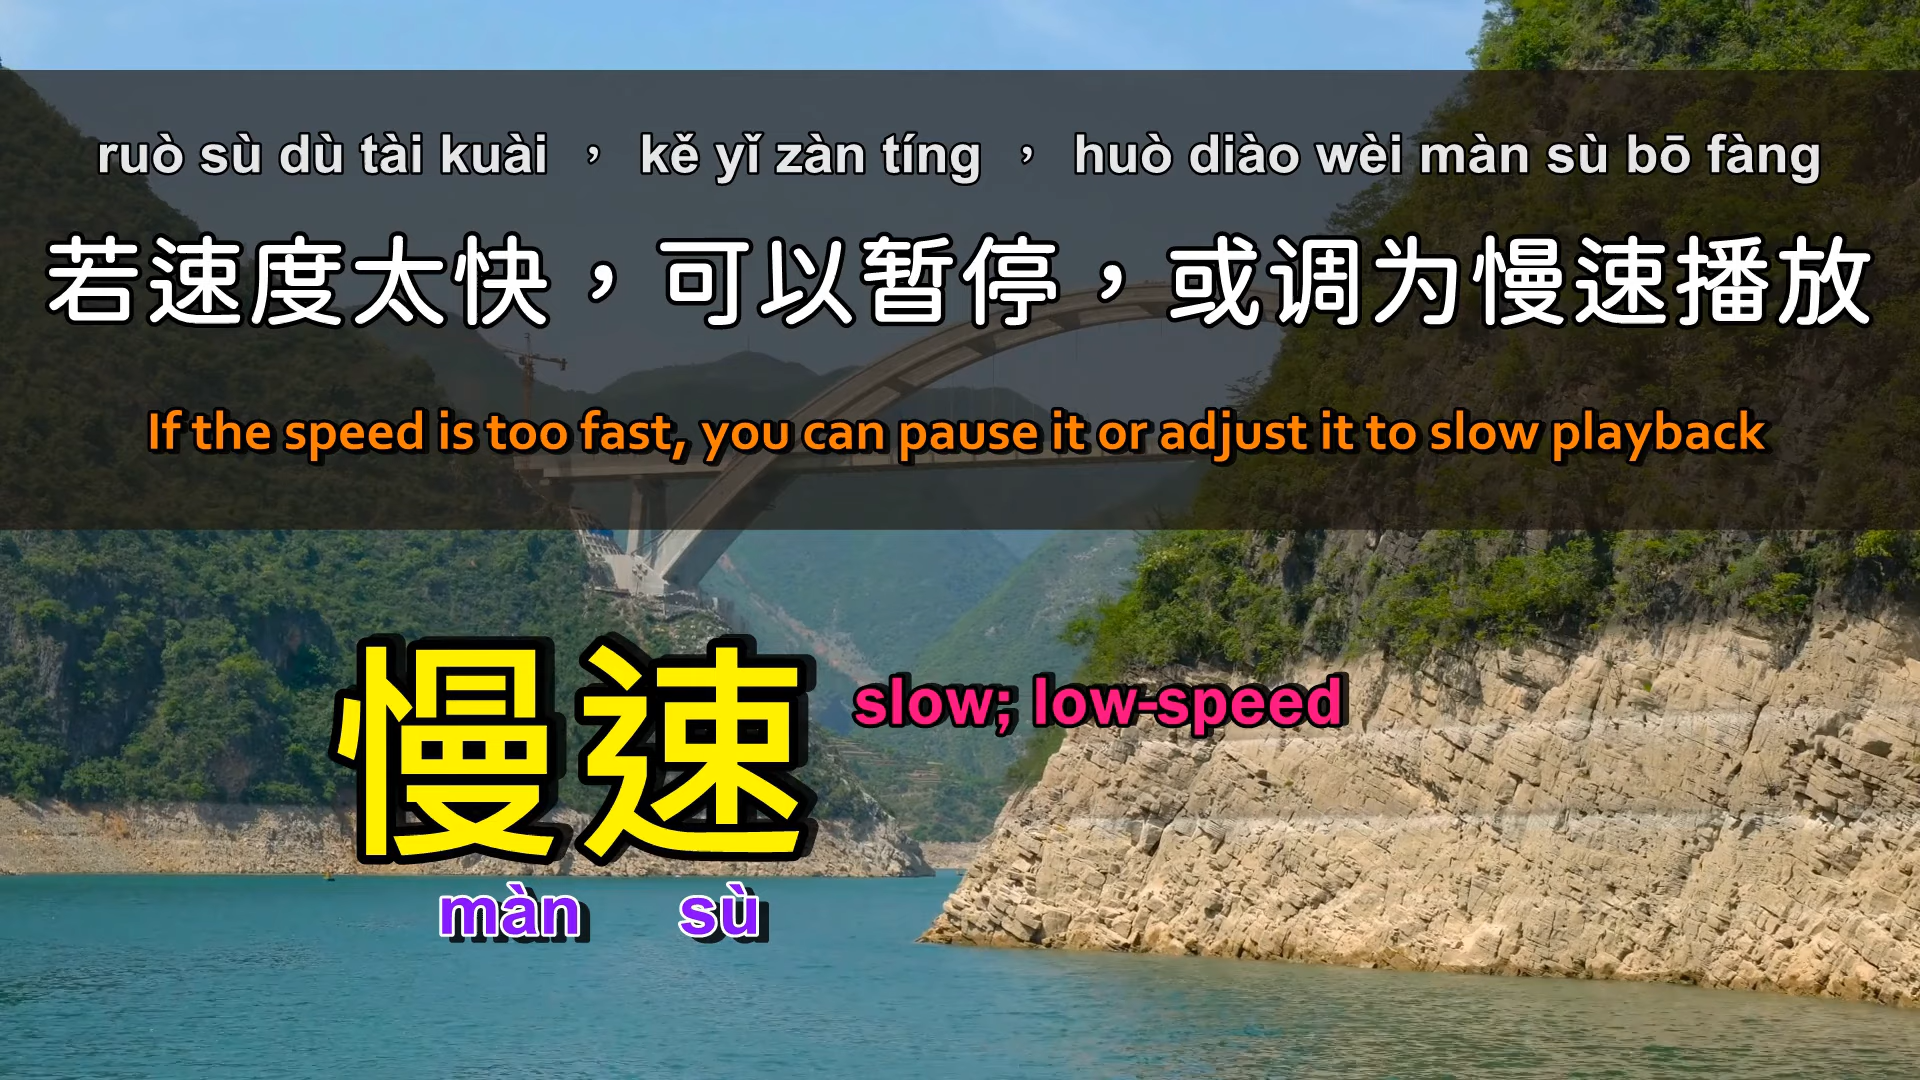 ruò sù dù tài kuài ， kě yǐ zàn tíng ， huò diào wèi màn sù bō fàng
若速度太快，可以暂停，或调为慢速播放
If the speed is too fast, you can pause it or adjust it to slow playback
慢速 slow; low-speed
màn sù